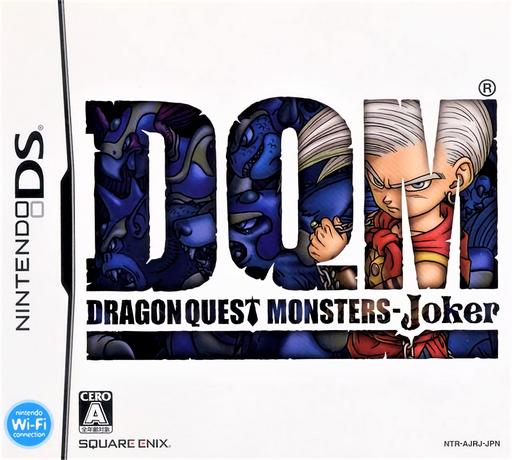 NINTENDO DS
®
DQM
DRAGON QUEST MONSTERS-Joker
CERO
A
全年齢対象
nintendo
Wi-Fi
connection
SQUARE ENIX.
NTR-AJRJ-JPN